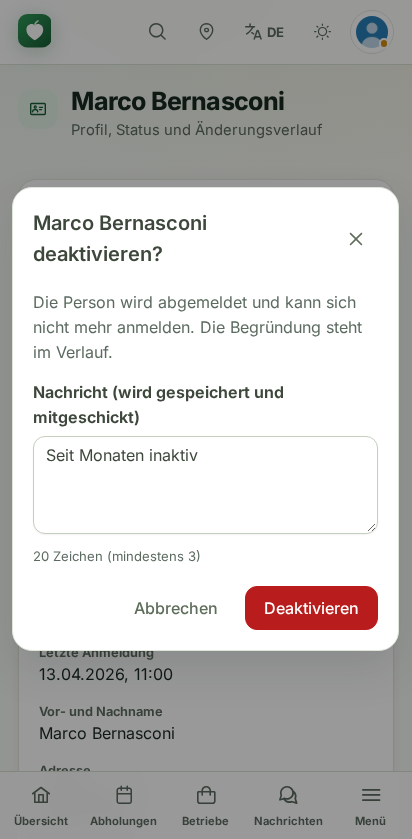 DE
Marco Bernasconi
Profil, Status und Änderungsverlauf
Marco Bernasconi
deaktivieren?
Die Person wird abgemeldet und kann sich
nicht mehr anmelden. Die Begründung steht
im Verlauf.
Nachricht (wird gespeichert und
mitgeschickt)
Seit Monaten inaktiv
20 Zeichen (mindestens 3)
Abbrechen
Deaktivieren
Letzte Anmeldung
13.04.2026, 11:00
Vor- und Nachname
Marco Bernasconi
Adresse
Übersicht
Abholungen
Betriebe
Nachrichten
Menü